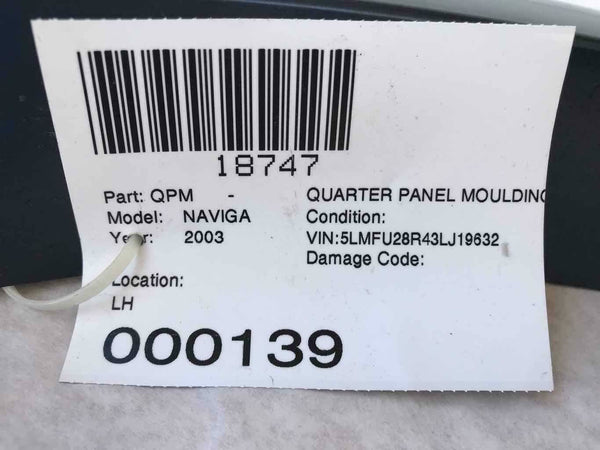 18747
Part: QPM - QUARTER PANEL MOULDING
Model: NAVIGA Condition:
Year: 2003 VIN:5LMFU28R43LJ19632
Damage Code:
Location:
LH
000139